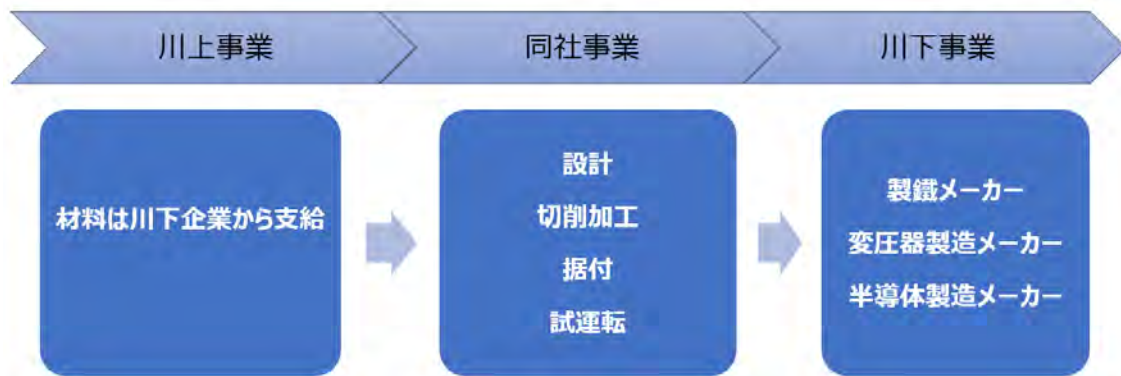 川上事業
同社事業
川下事業
材料は川下企業から支給
設計
切削加工
据付
試運転
製鐵メーカー
変圧器製造メーカー
半導体製造メーカー